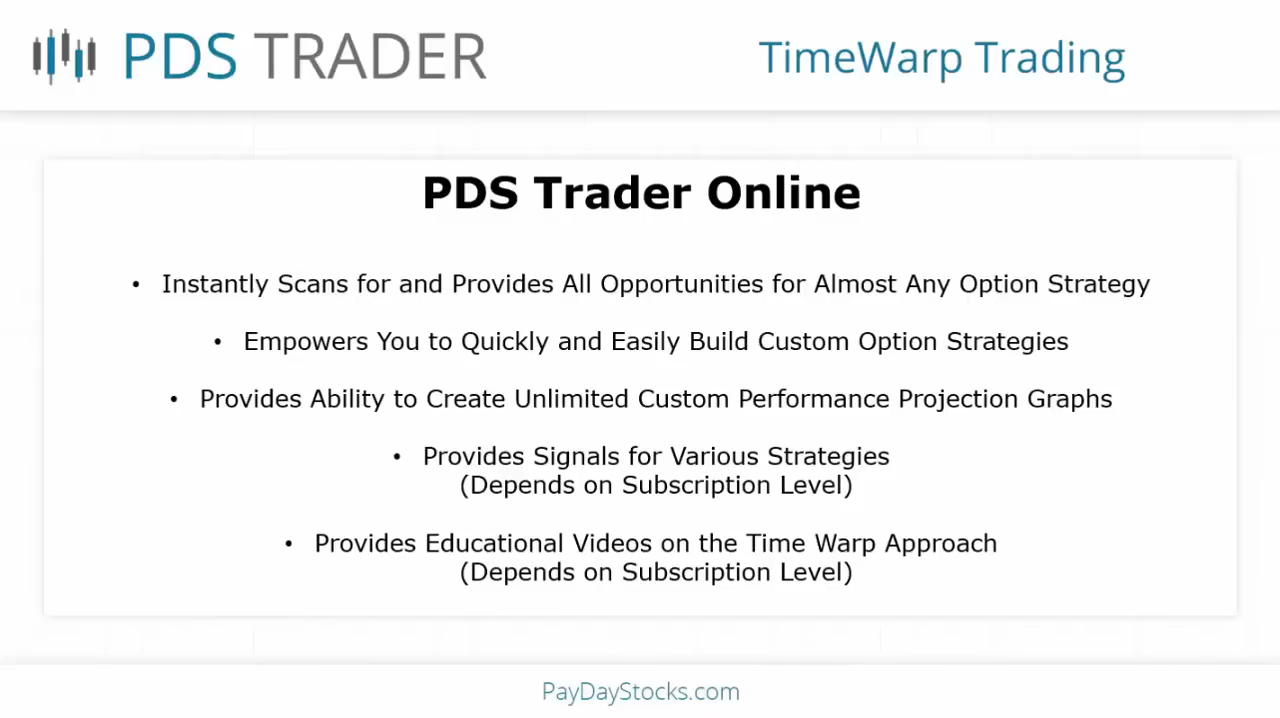 PDS TRADER
TimeWarp Trading
PDS Trader Online
• Instantly Scans for and Provides All Opportunities for Almost Any Option Strategy
• Empowers You to Quickly and Easily Build Custom Option Strategies
• Provides Ability to Create Unlimited Custom Performance Projection Graphs
• Provides Signals for Various Strategies
(Depends on Subscription Level)
• Provides Educational Videos on the Time Warp Approach
(Depends on Subscription Level)
PayDayStocks.com